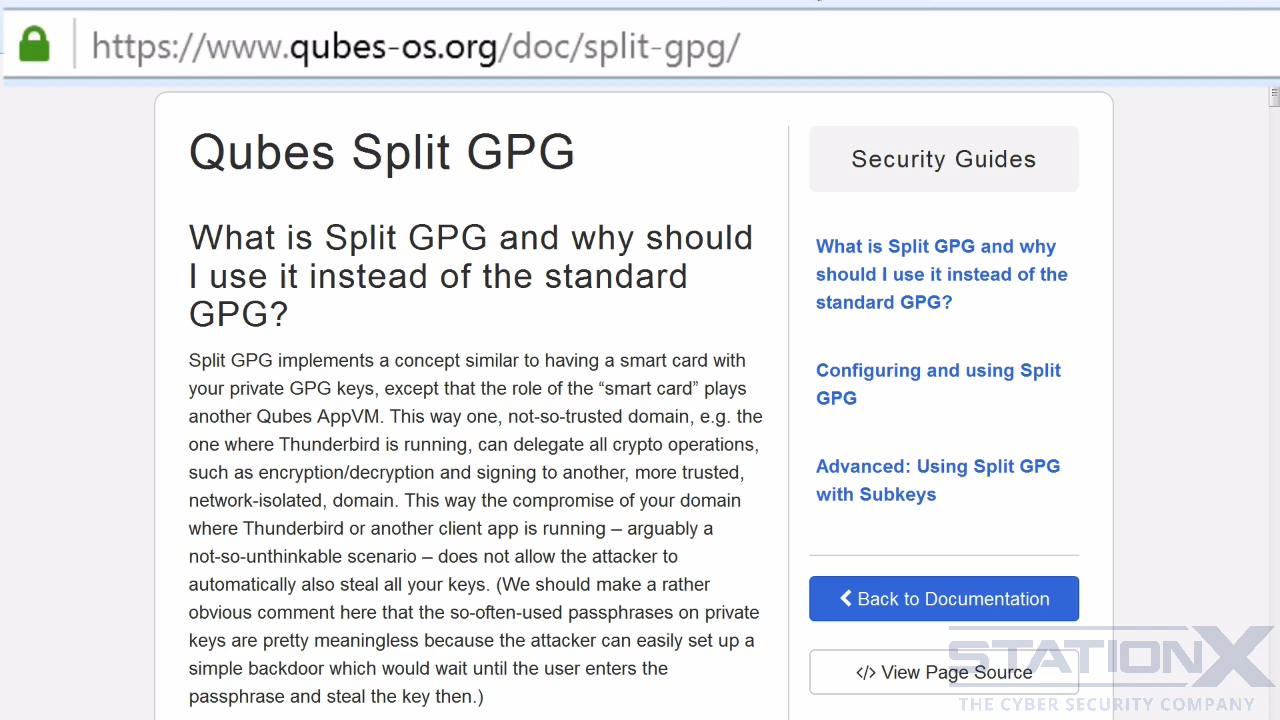 https://www.qubes-os.org/doc/split-gpg/
Qubes Split GPG
What is Split GPG and why should
I use it instead of the standard
GPG?
Split GPG implements a concept similar to having a smart card with
your private GPG keys, except that the role of the “smart card” plays
another Qubes AppVM. This way one, not-so-trusted domain, e.g. the
one where Thunderbird is running, can delegate all crypto operations,
such as encryption/decryption and signing to another, more trusted,
network-isolated, domain. This way the compromise of your domain
where Thunderbird or another client app is running – arguably a
not-so-unthinkable scenario – does not allow the attacker to
automatically also steal all your keys. (We should make a rather
obvious comment here that the so-often-used passphrases on private
keys are pretty meaningless because the attacker can easily set up a
simple backdoor which would wait until the user enters the
passphrase and steal the key then.)
Security Guides
What is Split GPG and why
should I use it instead of the
standard GPG?
Configuring and using Split
GPG
Advanced: Using Split GPG
with Subkeys
Back to Documentation
</> View Page Source
STATIONX
THE CYBER SECURITY COMPANY